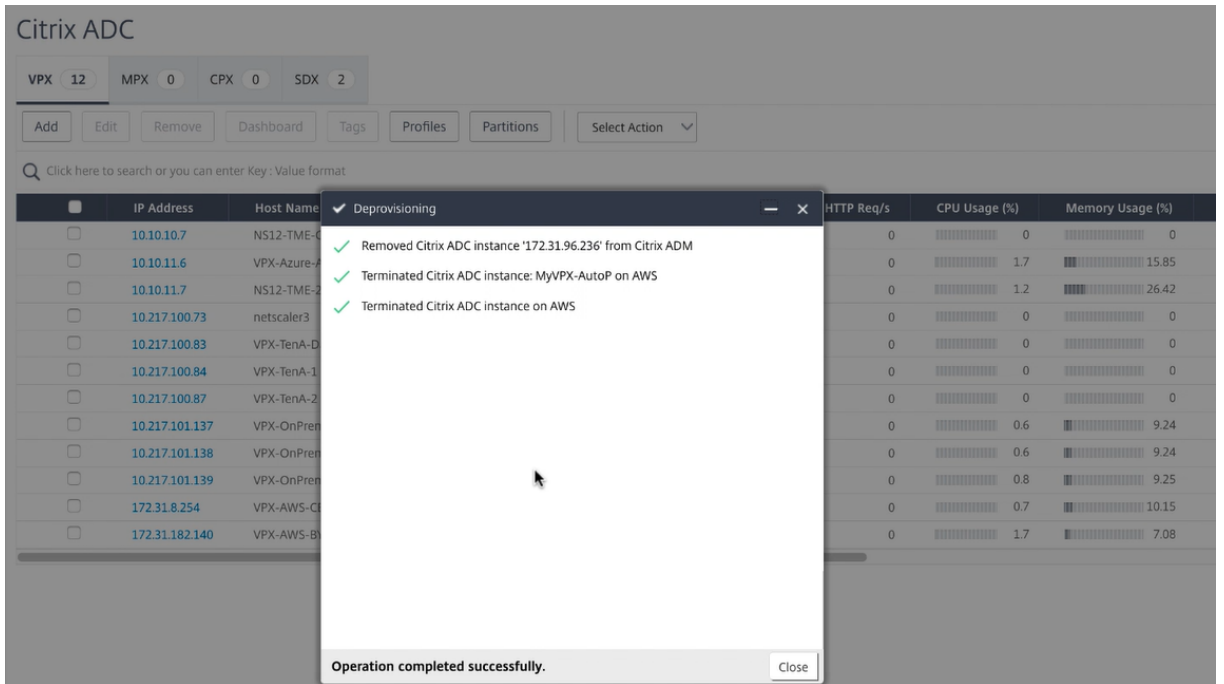 Citrix ADC
VPX 12 MPX 0 CPX 0 SDX 2
Add Edit Remove Dashboard Tags Profiles Partitions Select Action
Click here to search or you can enter Key : Value format
IP Address Host Name HTTP Req/s CPU Usage (%) Memory Usage (%)
10.10.10.7 0 0 0
10.10.11.6 0 1.7 15.85
10.10.11.7 0 1.2 26.42
10.217.100.73 netscaler3 0 0 0
10.217.100.83 0 0 0
10.217.100.84 VPX-TenA-1 0 0 0
10.217.100.87 VPX-TenA-2 0 0 0
10.217.101.137 0 0.6 9.24
10.217.101.138 0 0.6 9.24
10.217.101.139 0 0.8 9.25
172.31.8.254 0 0.7 10.15
172.31.182.140 0 1.7 7.08
Deprovisioning
Removed Citrix ADC instance '172.31.96.236' from Citrix ADM
Terminated Citrix ADC instance: MyVPX-AutoP on AWS
Terminated Citrix ADC instance on AWS
Operation completed successfully. Close